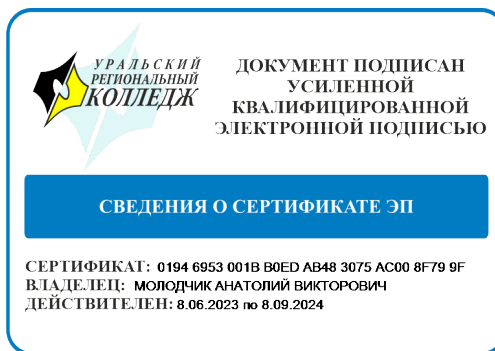 УРАЛЬСКИЙ
РЕГИОНАЛЬНЫЙ
КОЛЛЕДЖ
ДОКУМЕНТ ПОДПИСАН
УСИЛЕННОЙ
КВАЛИФИЦИРОВАННОЙ
ЭЛЕКТРОННОЙ ПОДПИСЬЮ
СВЕДЕНИЯ О СЕРТИФИКАТЕ ЭП
СЕРТИФИКАТ: 0194 6953 001B B0ED AB48 3075 AC00 8F79 9F
ВЛАДЕЛЕЦ: МОЛОДЧИК АНАТОЛИЙ ВИКТОРОВИЧ
ДЕЙСТВИТЕЛЕН: 8.06.2023 по 8.09.2024